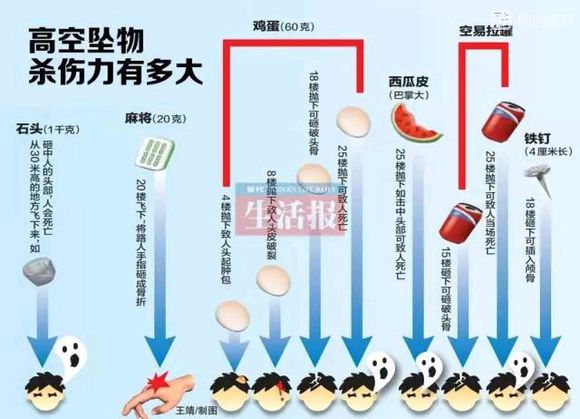 高空坠物
杀伤力有多大
鸡蛋(60克)
空易拉罐
石头(1千克)
从30米高的地方飞下来,如
砸中人的头部,人会死亡
麻将(20克)
20楼飞下,将路人手指砸成骨折
4楼抛下致人头起肿包
8楼抛下致人头皮破裂
18楼抛下可砸破头骨
25楼抛下可致人死亡
西瓜皮
(巴掌大)
25楼抛下如击中头部可致人死亡
15楼砸下可砸破头骨
25楼抛下可致人当场死亡
铁钉
(4厘米长)
18楼砸下可插入颅骨
生活报
王靖/制图